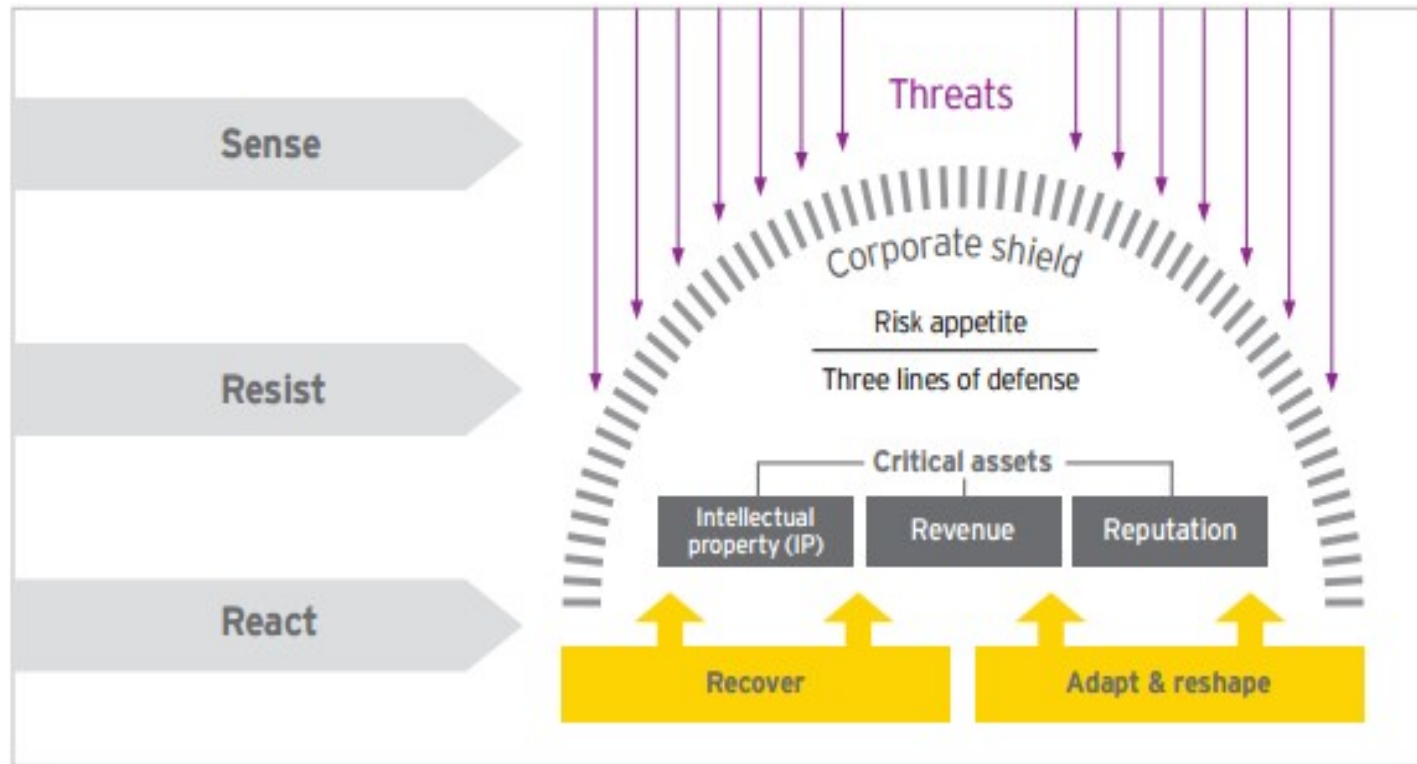 Threats
Sense
Corporate shield
Risk appetite
Three lines of defense
Resist
Critical assets
Intellectual
property (IP)
Revenue
Reputation
React
Recover
Adapt & reshape